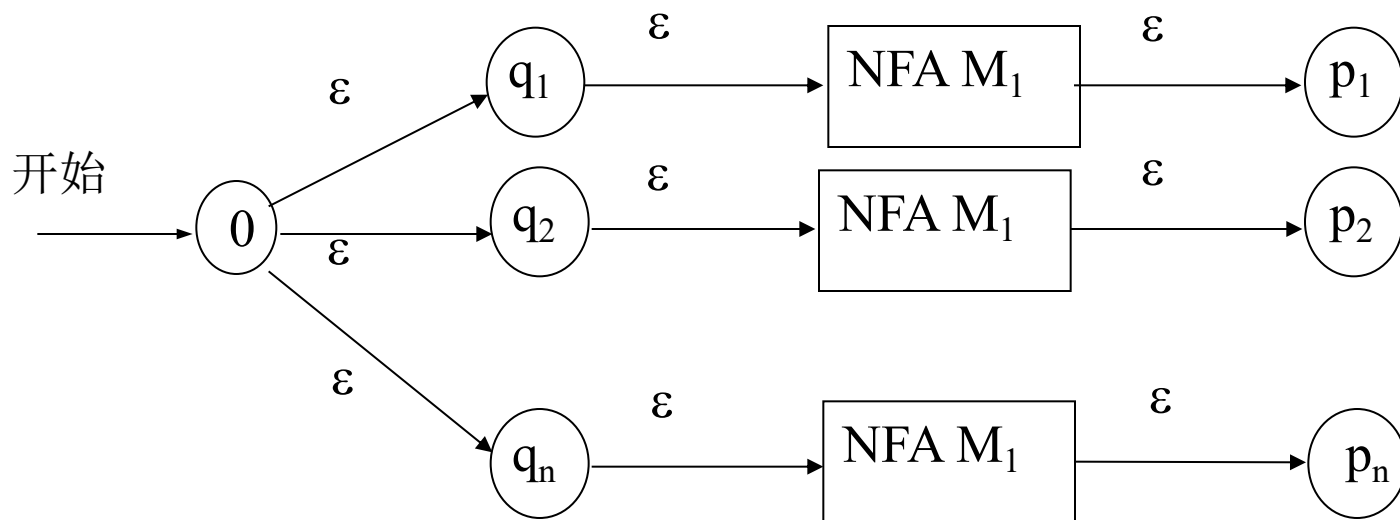 ε ε
ε q₁ NFA M₁ p₁
开始 ε ε
0 q₂ NFA M₁ p₂
ε
ε ε ε
qₙ NFA M₁ pₙ